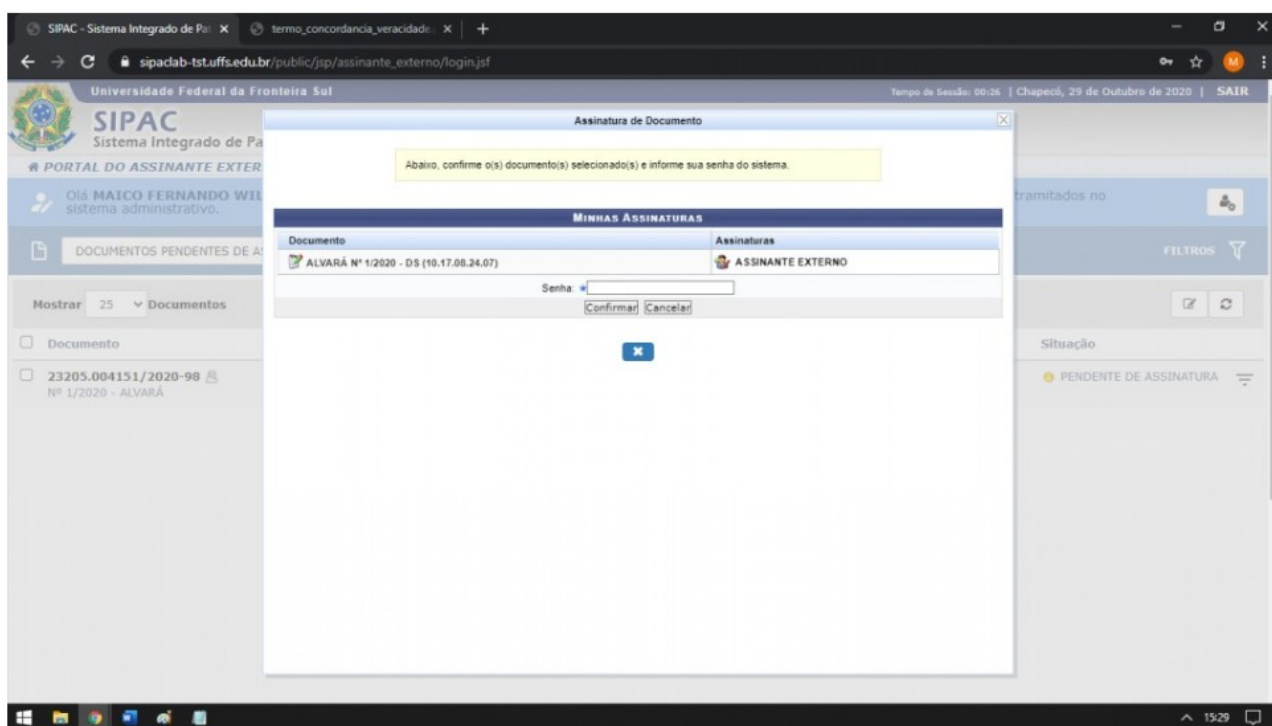 SIPAC - Sistema Integrado de Pat
termo_concordancia_veracidade
sipaclab-tst.uffs.edu.br/public/jsp/assinante_externo/login.jsf
M
Universidade Federal da Fronteira Sul
Tempo de Sessão: 00:26 | Chapecó, 29 de Outubro de 2020 | SAIR
SIPAC
Sistema Integrado de Pa
PORTAL DO ASSINANTE EXTER
Assinatura de Documento
Abaixo, confirme o(s) documento(s) selecionado(s) e informe sua senha do sistema.
Olá MAICO FERNANDO WIL
tramitados no
sistema administrativo.
MINHAS ASSINATURAS
Documento Assinaturas
ALVARÁ Nº 1/2020 - DS (10.17.08.24.07) ASSINANTE EXTERNO
Senha:
Confirmar Cancelar
DOCUMENTOS PENDENTES DE A
FILTROS
Mostrar 25 Documentos
Documento Situação
23205.004151/2020-98 PENDENTE DE ASSINATURA
Nº 1/2020 - ALVARÁ
15:29